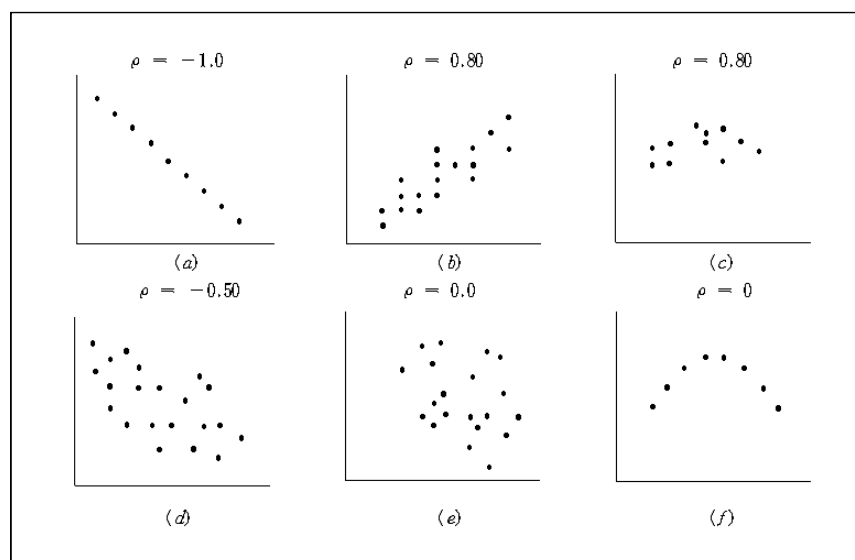 ρ = −1.0
ρ = 0.80
ρ = 0.80
(a)
(b)
(c)
ρ = −0.50
ρ = 0.0
ρ = 0
(d)
(e)
(f)